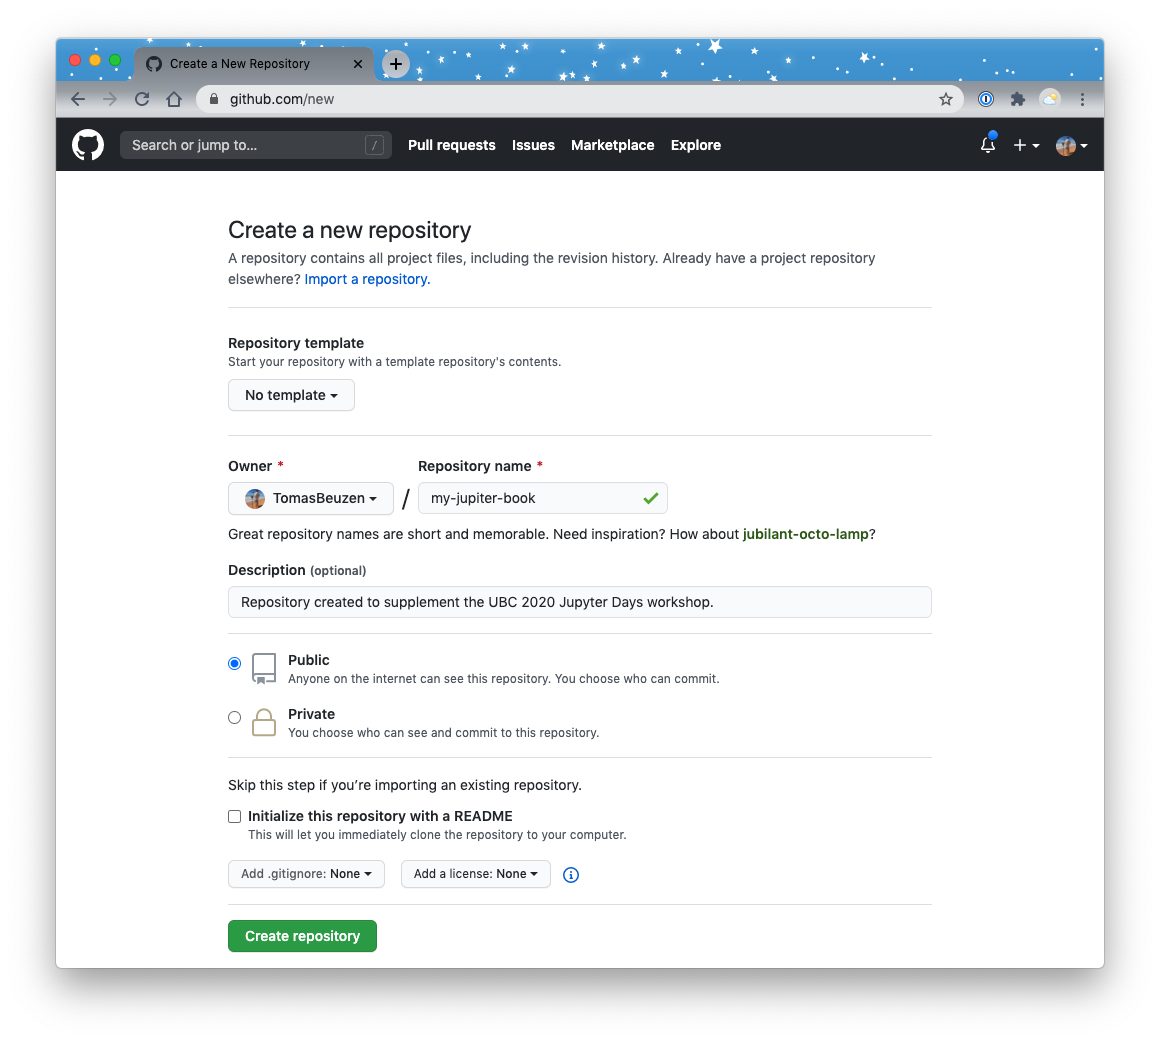 Create a New Repository
github.com/new
Search or jump to... /
Pull requests Issues Marketplace Explore
Create a new repository
A repository contains all project files, including the revision history. Already have a project repository
elsewhere? Import a repository.
Repository template
Start your repository with a template repository's contents.
No template
Owner * Repository name *
TomasBeuzen / my-jupiter-book
Great repository names are short and memorable. Need inspiration? How about jubilant-octo-lamp?
Description (optional)
Repository created to supplement the UBC 2020 Jupyter Days workshop.
Public
Anyone on the internet can see this repository. You choose who can commit.
Private
You choose who can see and commit to this repository.
Skip this step if you’re importing an existing repository.
Initialize this repository with a README
This will let you immediately clone the repository to your computer.
Add .gitignore: None Add a license: None
Create repository